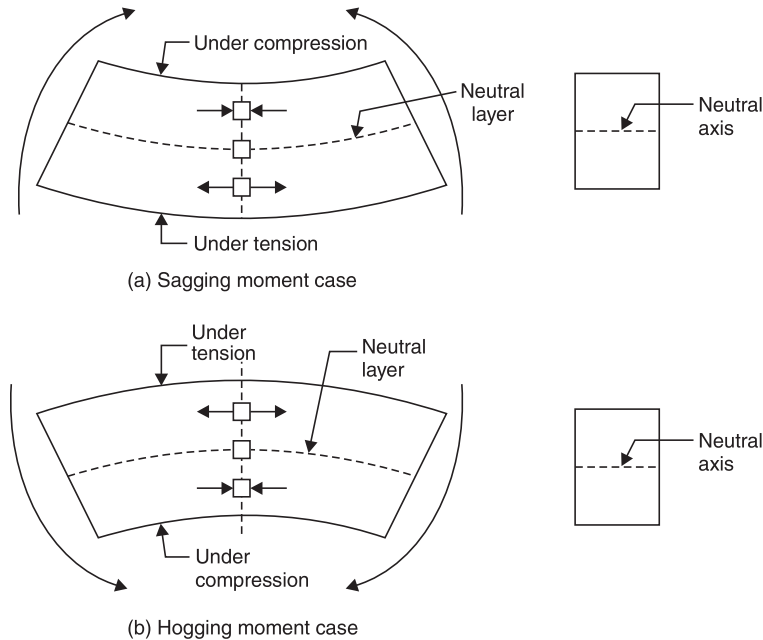 Under compression
Neutral
layer
Neutral
axis
Under tension
(a) Sagging moment case
Under
tension
Neutral
layer
Neutral
axis
Under
compression
(b) Hogging moment case